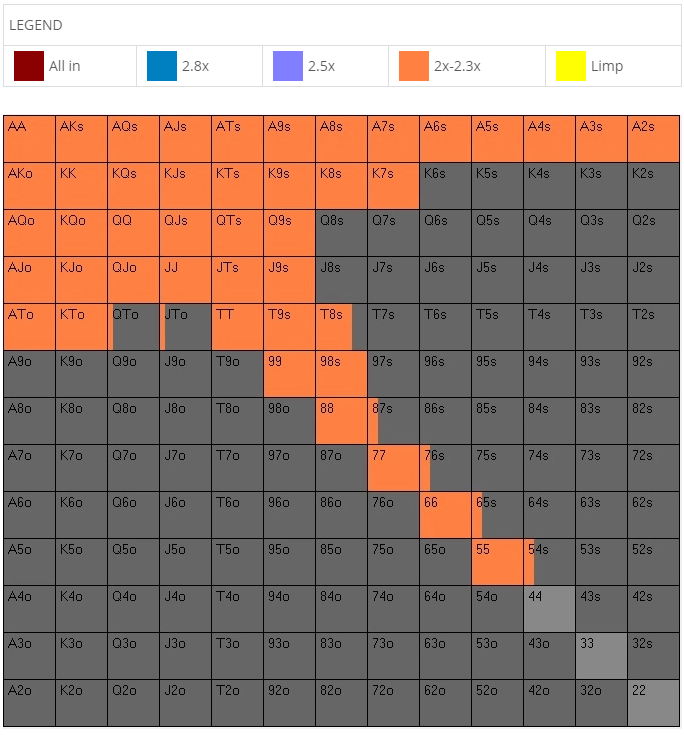 LEGEND
All in 2.8x 2.5x 2x-2.3x Limp
AA AKs AQs AJs ATs A9s A8s A7s A6s A5s A4s A3s A2s
AKo KK KQs KJs KTs K9s K8s K7s K6s K5s K4s K3s K2s
AQo KQo QQ QJs QTs Q9s Q8s Q7s Q6s Q5s Q4s Q3s Q2s
AJo KJo QJo JJ JTs J9s J8s J7s J6s J5s J4s J3s J2s
ATo KTo QTo JTo TT T9s T8s T7s T6s T5s T4s T3s T2s
A9o K9o Q9o J9o T9o 99 98s 97s 96s 95s 94s 93s 92s
A8o K8o Q8o J8o T8o 98o 88 87s 86s 85s 84s 83s 82s
A7o K7o Q7o J7o T7o 97o 87o 77 76s 75s 74s 73s 72s
A6o K6o Q6o J6o T6o 96o 86o 76o 66 65s 64s 63s 62s
A5o K5o Q5o J5o T5o 95o 85o 75o 65o 55 54s 53s 52s
A4o K4o Q4o J4o T4o 94o 84o 74o 64o 54o 44 43s 42s
A3o K3o Q3o J3o T3o 93o 83o 73o 63o 53o 43o 33 32s
A2o K2o Q2o J2o T2o 92o 82o 72o 62o 52o 42o 32o 22